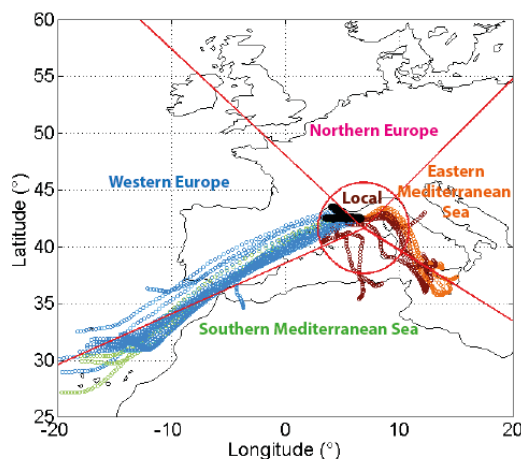 60
55
50
45
40
35
30
25
Latitude (°)
Northern Europe
Western Europe
Eastern
Mediterranean
Sea
Local
Southern Mediterranean Sea
-20
-10
0
10
20
Longitude (°)